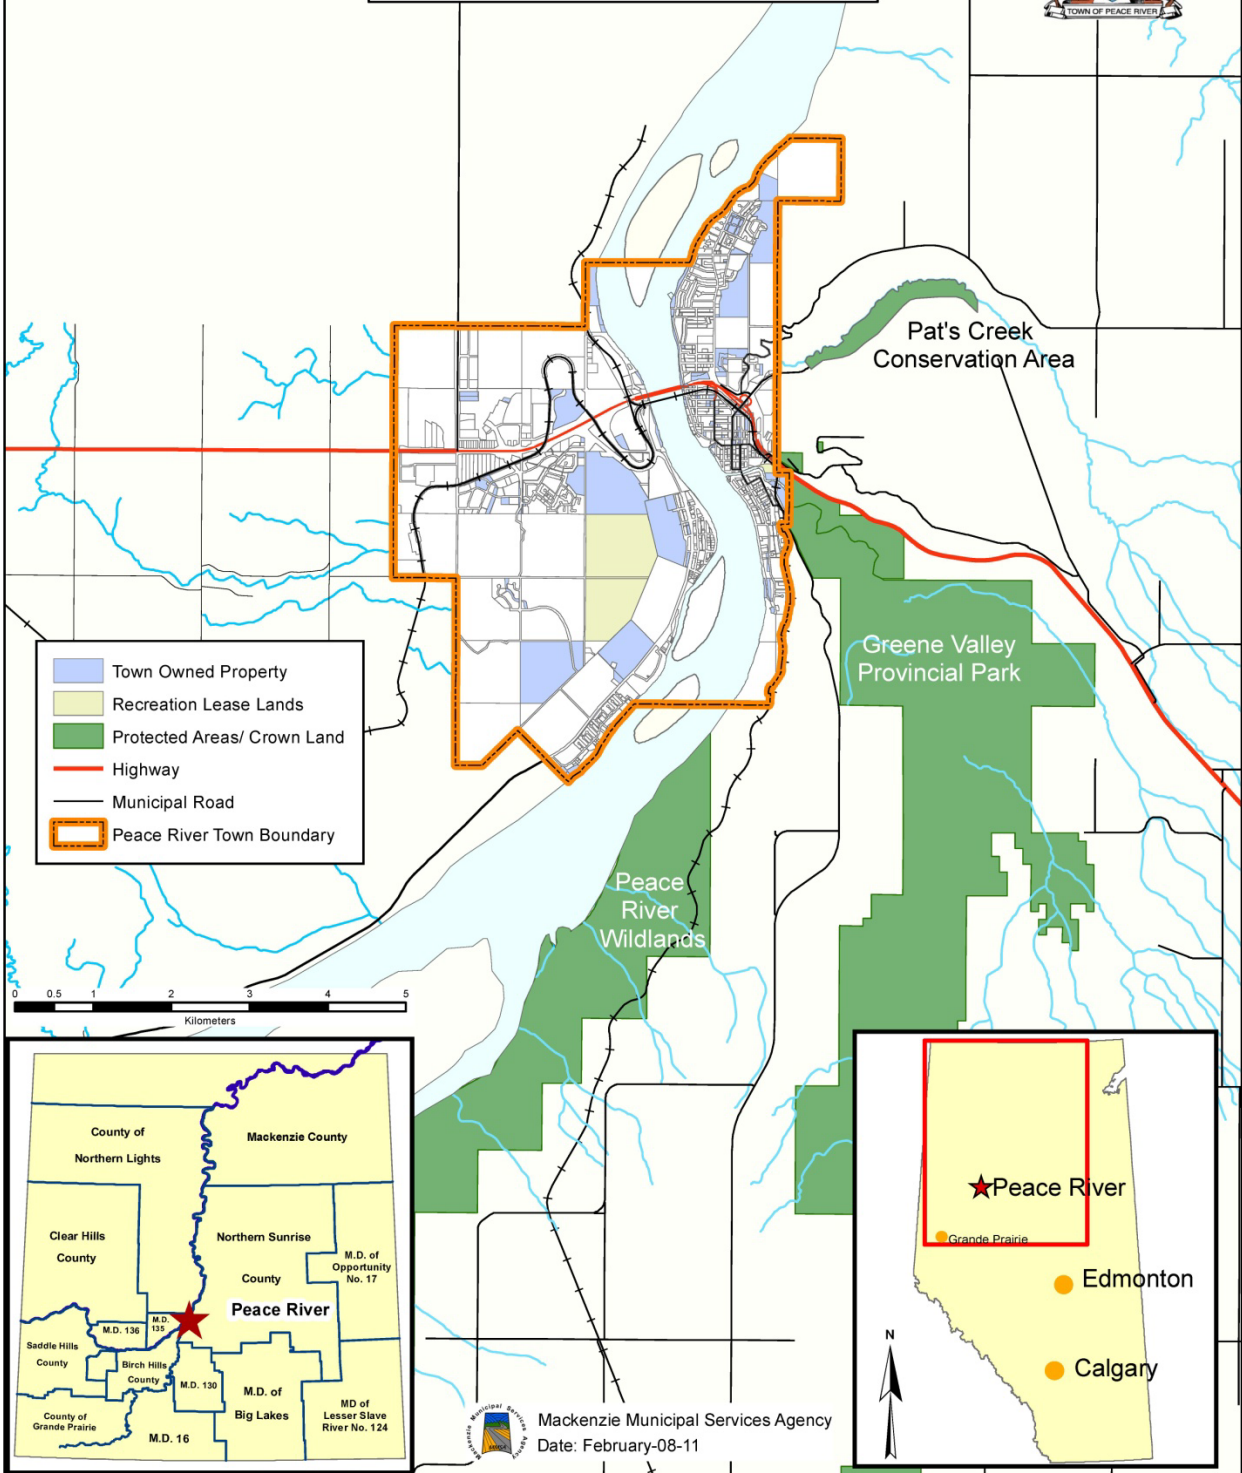 TOWN OF PEACE RIVER
Pat's Creek
Conservation Area
Greene Valley
Provincial Park
Town Owned Property
Recreation Lease Lands
Protected Areas/ Crown Land
Highway
Municipal Road
Peace River Town Boundary
Peace
River
Wildlands
0 0.5 1 2 3 4 5
Kilometers
County of
Northern Lights
Mackenzie County
Clear Hills
County
Northern Sunrise
County
M.D. of
Opportunity
No. 17
Peace River
M.D.
135
M.D. 136
Saddle Hills
County
Birch Hills
County
M.D. 130
M.D. of
Big Lakes
MD of
Lesser Slave
River No. 124
County of
Grande Prairie
M.D. 16
Peace River
Grande Prairie
Edmonton
Calgary
N
Mackenzie Municipal Services Agency
Mackenzie Municipal Services Agency
Date: February-08-11